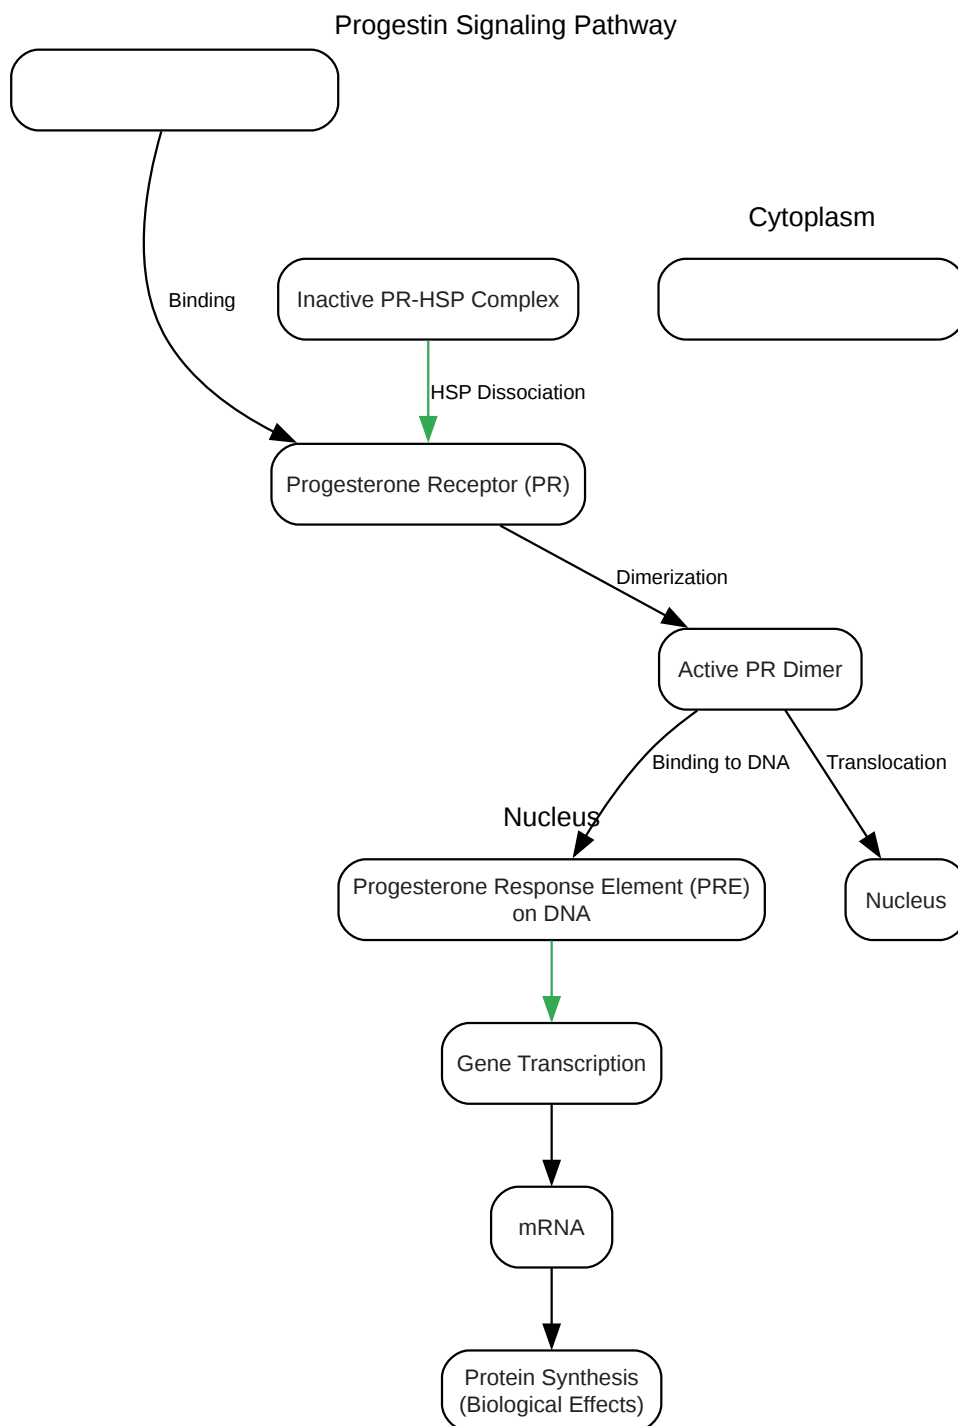 Progestin Signaling Pathway
Cytoplasm
Binding
Inactive PR-HSP Complex
HSP Dissociation
Progesterone Receptor (PR)
Dimerization
Active PR Dimer
Binding to DNA
Translocation
Nucleus
Progesterone Response Element (PRE)
on DNA
Nucleus
Gene Transcription
mRNA
Protein Synthesis
(Biological Effects)